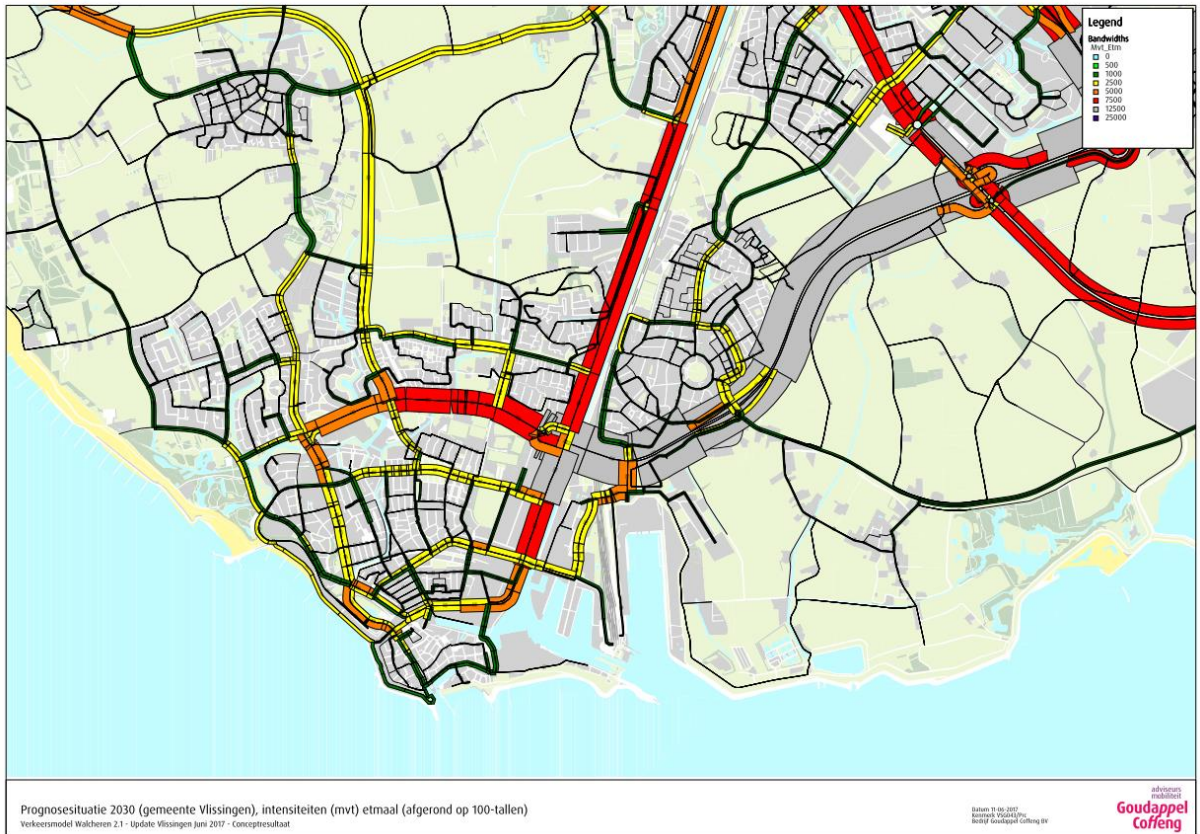 Legend
Bandwidths
Mvt_Etm
0
500
1000
2500
5000
7500
12500
25000
Prognosesituatie 2030 (gemeente Vlissingen), intensiteiten (mvt) etmaal (afgerond op 100-tallen)
Verkeersmodel Walcheren 2.1 - Update Vlissingen Juni 2017 - Conceptresultaat
Datum 11-06-2017
Kenmerk
Bedrijf Goudappel Coffeng BV
adviseurs
mobiliteit
Goudappel
Coffeng